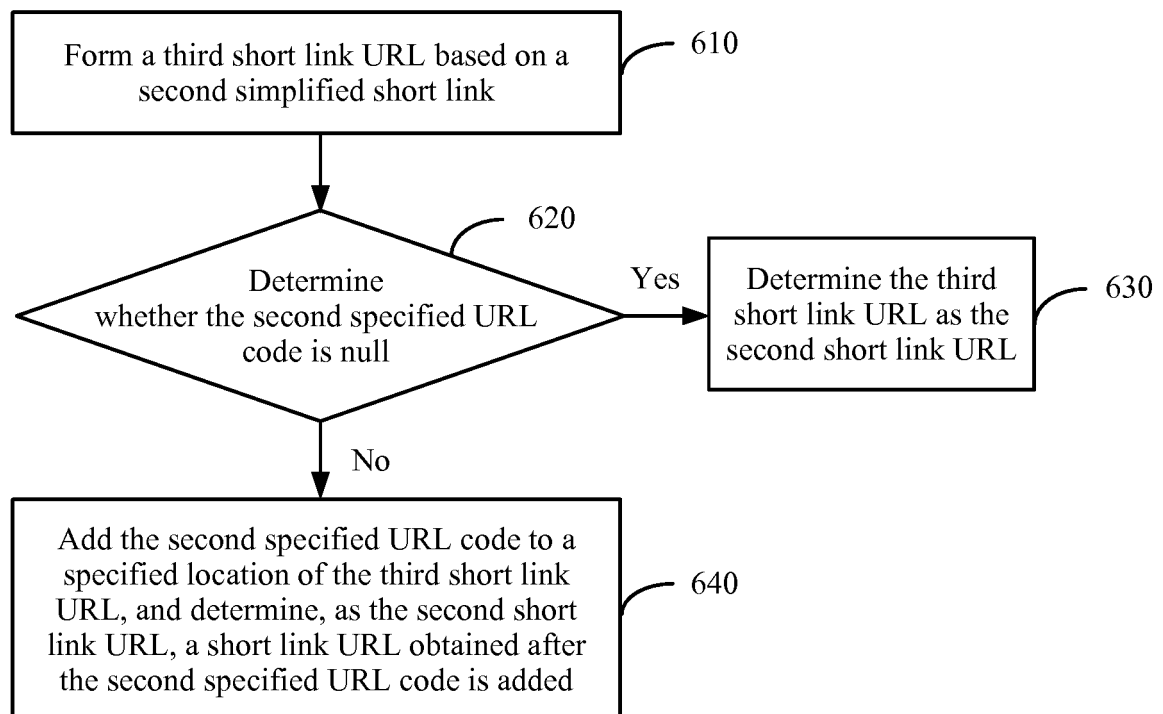 Form a third short link URL based on a
second simplified short link
610
620
Determine
whether the second specified URL
code is null
Yes
Determine the third
short link URL as the
second short link URL
630
No
Add the second specified URL code to a
specified location of the third short link
URL, and determine, as the second short
link URL, a short link URL obtained after
the second specified URL code is added
640